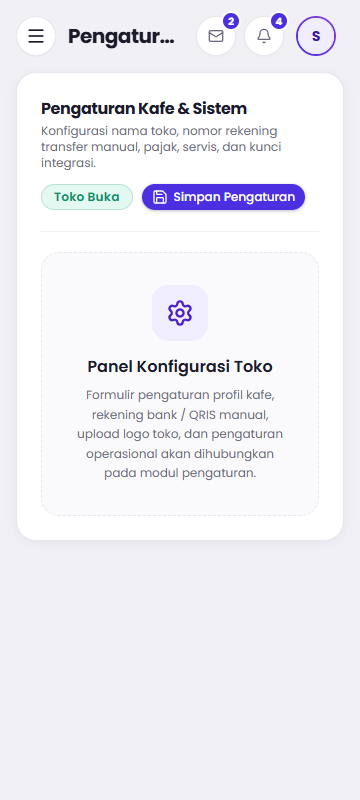 Pengatur...
2
4
S
Pengaturan Kafe & Sistem
Konfigurasi nama toko, nomor rekening
transfer manual, pajak, servis, dan kunci
integrasi.
Toko Buka
Simpan Pengaturan
Panel Konfigurasi Toko
Formulir pengaturan profil kafe,
rekening bank / QRIS manual,
upload logo toko, dan pengaturan
operasional akan dihubungkan
pada modul pengaturan.